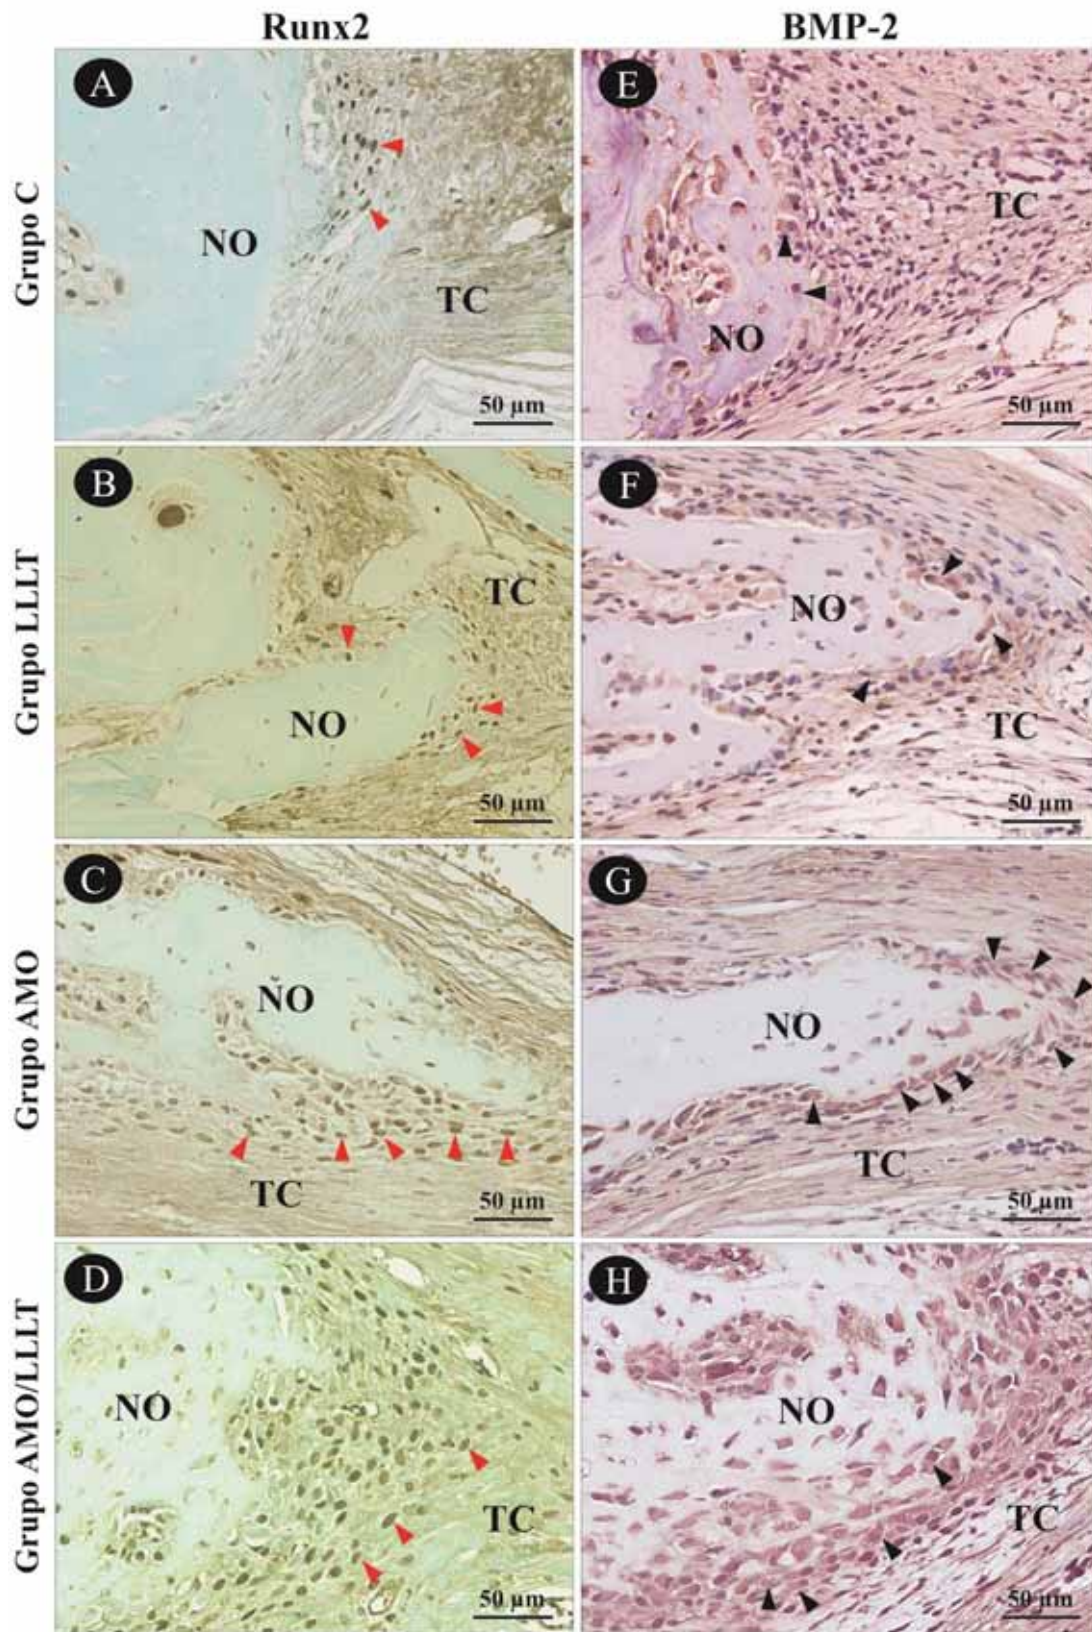 Runx2
BMP-2
Grupo C
A
NO
TC
50 µm
E
TC
NO
50 µm
Grupo LLLT
B
TC
NO
50 µm
F
NO
TC
50 µm
Grupo AMO
C
NO
TC
50 µm
G
NO
TC
50 µm
Grupo AMO/LLLT
D
NO
TC
50 µm
H
NO
TC
50 µm